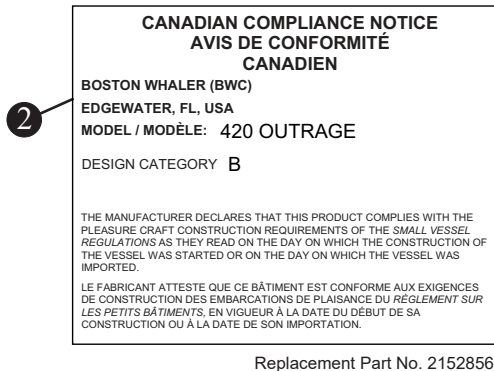 CANADIAN COMPLIANCE NOTICE
AVIS DE CONFORMITÉ
CANADIEN
BOSTON WHALER (BWC)
EDGEWATER, FL, USA
2
MODEL / MODÈLE: 420 OUTRAGE
DESIGN CATEGORY B
THE MANUFACTURER DECLARES THAT THIS PRODUCT COMPLIES WITH THE
PLEASURE CRAFT CONSTRUCTION REQUIREMENTS OF THE SMALL VESSEL
REGULATIONS AS THEY READ ON THE DAY ON WHICH THE CONSTRUCTION OF
THE VESSEL WAS STARTED OR ON THE DAY ON WHICH THE VESSEL WAS
IMPORTED.
LE FABRICANT ATTESTE QUE CE BÂTIMENT EST CONFORME AUX EXIGENCES
DE CONSTRUCTION DES EMBARCATIONS DE PLAISANCE DU RÈGLEMENT SUR
LES PETITS BÂTIMENTS, EN VIGUEUR À LA DATE DU DÉBUT DE SA
CONSTRUCTION OU À LA DATE DE SON IMPORTATION.
Replacement Part No. 2152856